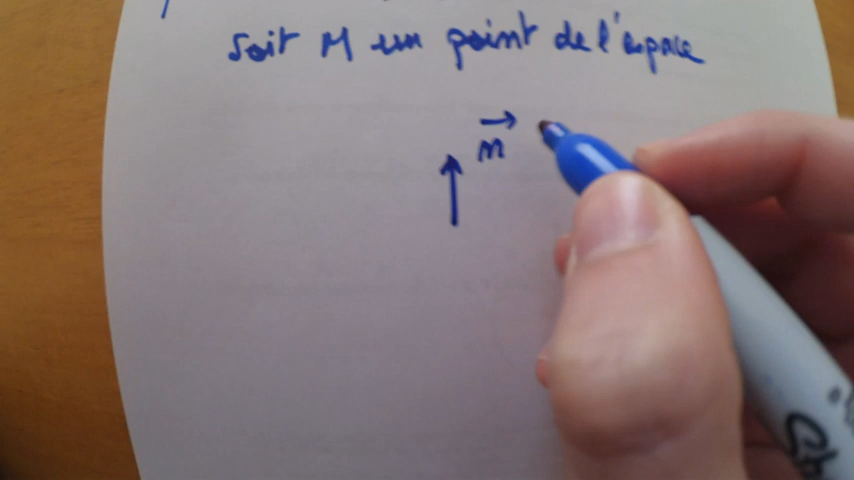 Soit M un point de l'espace
n⃗